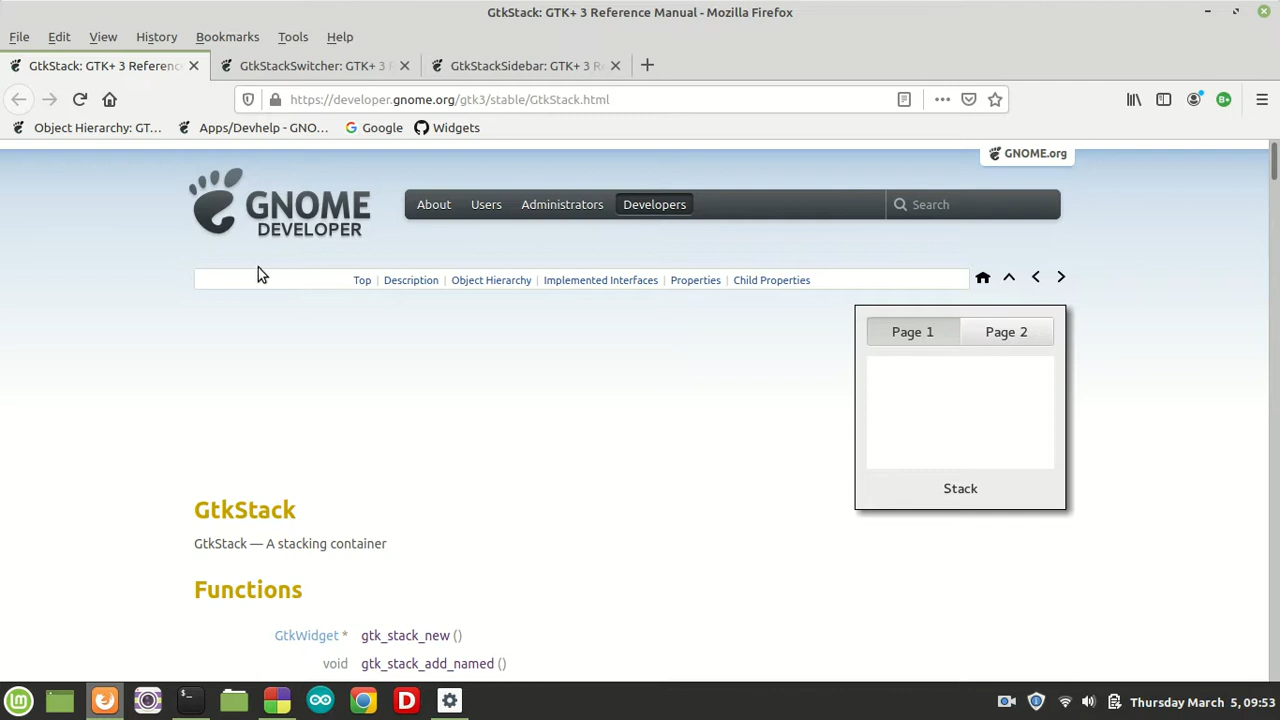 GtkStack: GTK+ 3 Reference Manual - Mozilla Firefox
File Edit View History Bookmarks Tools Help
GtkStack: GTK+ 3 Reference GtkStackSwitcher: GTK+ 3 GtkStackSidebar: GTK+ 3
https://developer.gnome.org/gtk3/stable/GtkStack.html
Object Hierarchy: GT... Apps/Devhelp - GNO... Google Widgets
GNOME.org
GNOME
DEVELOPER
About Users Administrators Developers Search
Top | Description | Object Hierarchy | Implemented Interfaces | Properties | Child Properties
Page 1 Page 2
Stack
GtkStack
GtkStack — A stacking container
Functions
GtkWidget * gtk_stack_new ()
void gtk_stack_add_named ()
Thursday March 5, 09:53